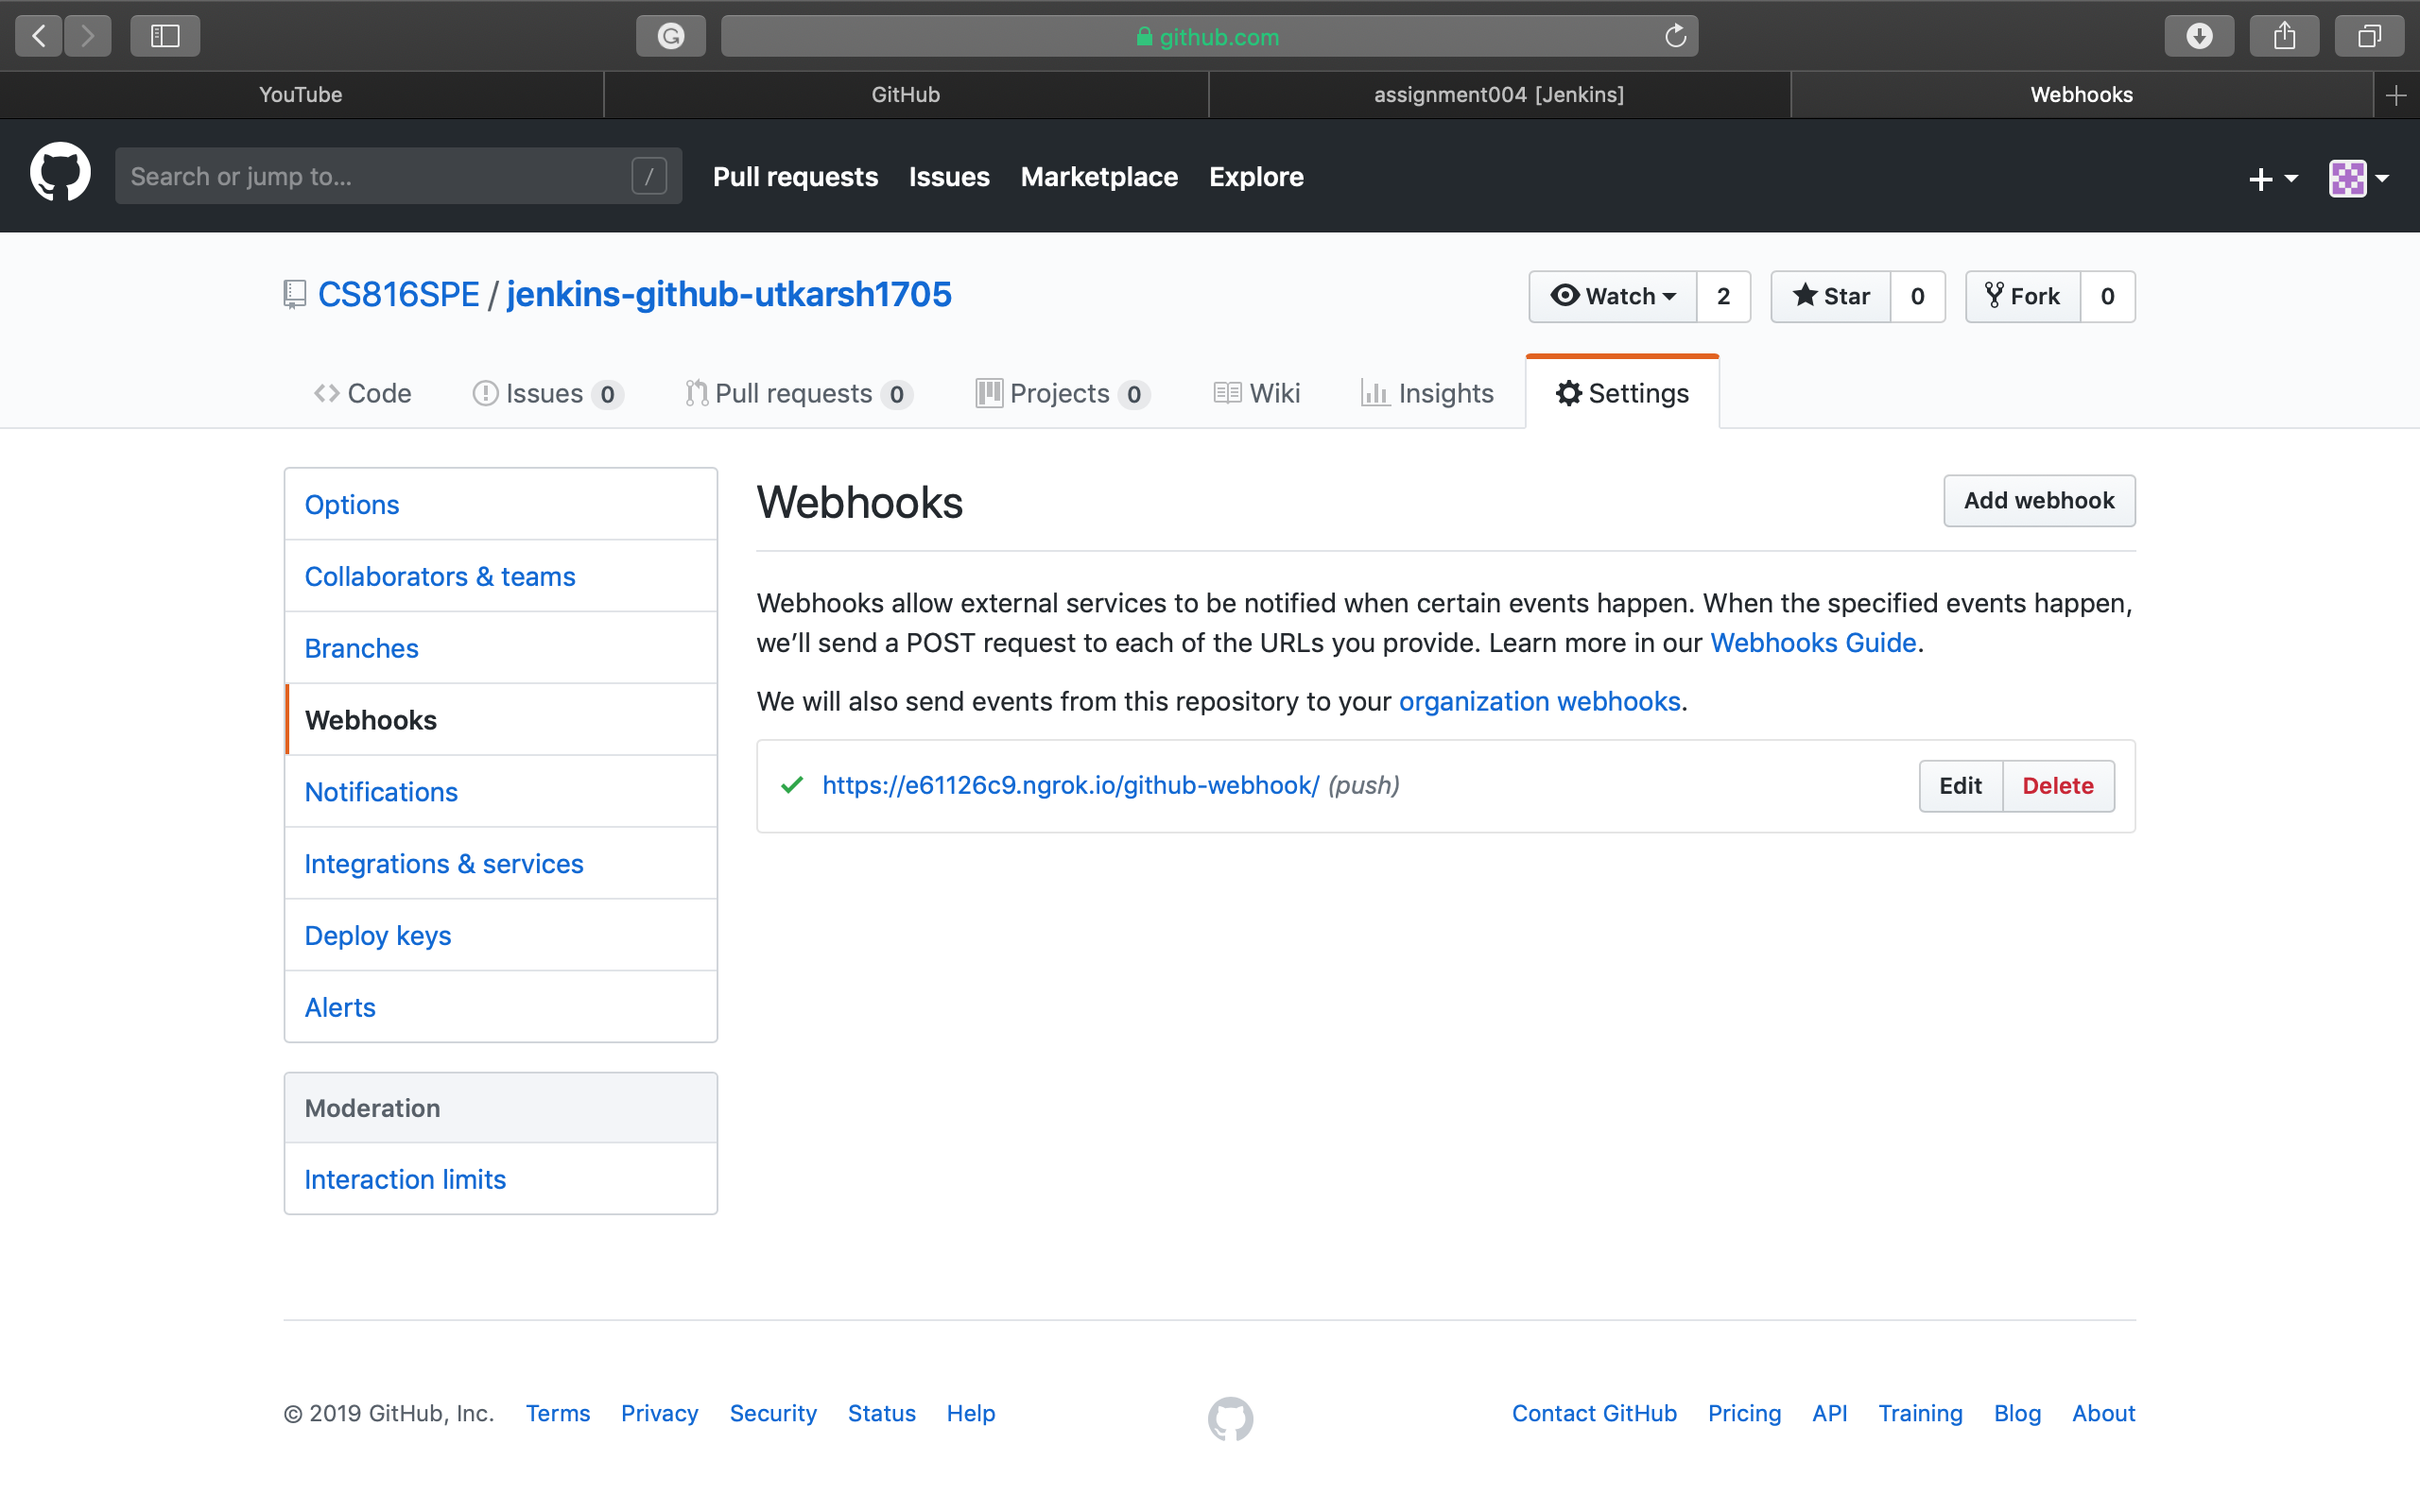 github.com
YouTube
GitHub
assignment004 [Jenkins]
Webhooks
Search or jump to...
/
Pull requests
Issues
Marketplace
Explore
CS816SPE / jenkins-github-utkarsh1705
Watch 2
Star 0
Fork 0
Code
Issues 0
Pull requests 0
Projects 0
Wiki
Insights
Settings
Options
Collaborators & teams
Branches
Webhooks
Notifications
Integrations & services
Deploy keys
Alerts
Moderation
Interaction limits
Webhooks
Add webhook
Webhooks allow external services to be notified when certain events happen. When the specified events happen,
we’ll send a POST request to each of the URLs you provide. Learn more in our Webhooks Guide.
We will also send events from this repository to your organization webhooks.
https://e61126c9.ngrok.io/github-webhook/ (push)
Edit
Delete
© 2019 GitHub, Inc.
Terms
Privacy
Security
Status
Help
Contact GitHub
Pricing
API
Training
Blog
About